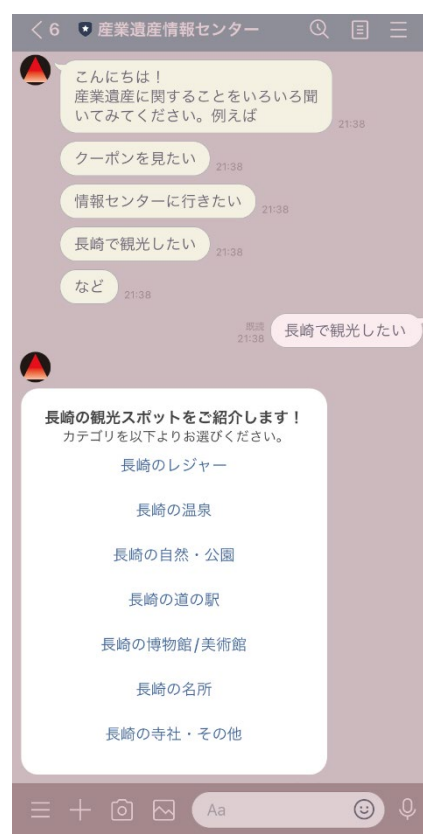 6 産業遺産情報センター
こんにちは！
産業遺産に関することをいろいろ聞
いてみてください。例えば
21:38
クーポンを見たい
21:38
情報センターに行きたい
21:38
長崎で観光したい
21:38
など
21:38
既読
21:38
長崎で観光したい
長崎の観光スポットをご紹介します！
カテゴリを以下よりお選びください。
長崎のレジャー
長崎の温泉
長崎の自然・公園
長崎の道の駅
長崎の博物館/美術館
長崎の名所
長崎の寺社・その他
Aa